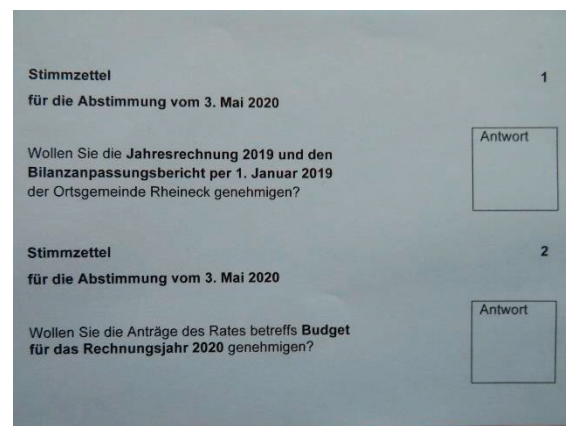 Stimmzettel 1
für die Abstimmung vom 3. Mai 2020
Antwort
Wollen Sie die Jahresrechnung 2019 und den
Bilanzanpassungsbericht per 1. Januar 2019
der Ortsgemeinde Rheineck genehmigen?
Stimmzettel 2
für die Abstimmung vom 3. Mai 2020
Antwort
Wollen Sie die Anträge des Rates betreffs Budget
für das Rechnungsjahr 2020 genehmigen?